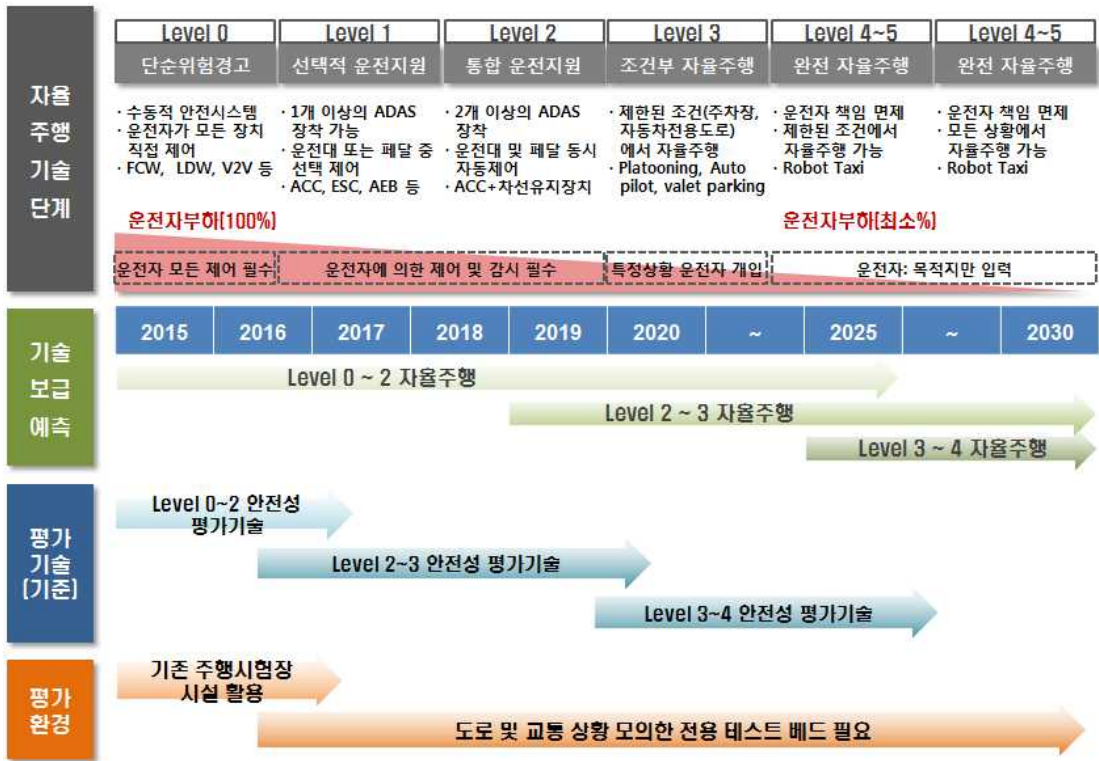 자율
주행
기술
단계
Level 0
Level 1
Level 2
Level 3
Level 4~5
Level 4~5
단순위험경고
선택적 운전지원
통합 운전지원
조건부 자율주행
완전 자율주행
완전 자율주행
· 수동적 안전시스템
· 운전자가 모든 장치
직접 제어
· FCW, LDW, V2V 등
· 1개 이상의 ADAS
장착 가능
· 운전대 또는 페달 중
선택 제어
· ACC, ESC, AEB 등
· 2개 이상의 ADAS
장착
· 운전대 및 페달 동시
자동제어
· ACC+차선유지장치
· 제한된 조건(주차장,
자동차전용도로)
에서 자율주행
· Platooning, Auto
pilot, valet parking
· 운전자 책임 면제
· 제한된 조건에서
자율주행 가능
· Robot Taxi
· 운전자 책임 면제
· 모든 상황에서
자율주행 가능
· Robot Taxi
운전자부하(100%)
운전자부하(최소%)
운전자 모든 제어 필수
운전자에 의한 제어 및 감시 필수
특정상황 운전자 개입
운전자: 목적지만 입력
기술
보급
예측
2015
2016
2017
2018
2019
2020
~
2025
~
2030
Level 0 ~ 2 자율주행
Level 2 ~ 3 자율주행
Level 3 ~ 4 자율주행
평가
기술
(기준)
Level 0~2 안전성
평가기술
Level 2~3 안전성 평가기술
Level 3~4 안전성 평가기술
평가
환경
기존 주행시험장
시설 활용
도로 및 교통 상황 모의한 전용 테스트 베드 필요